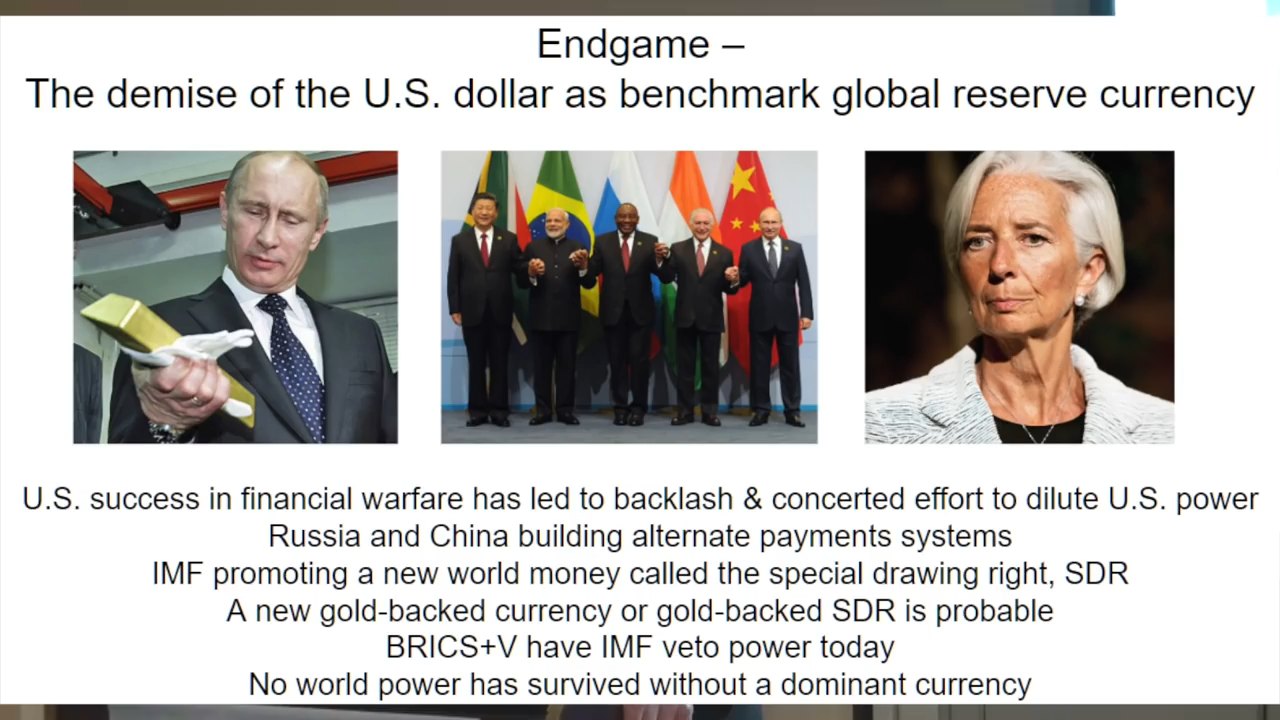 Endgame –
The demise of the U.S. dollar as benchmark global reserve currency
U.S. success in financial warfare has led to backlash & concerted effort to dilute U.S. power
Russia and China building alternate payments systems
IMF promoting a new world money called the special drawing right, SDR
A new gold-backed currency or gold-backed SDR is probable
BRICS+V have IMF veto power today
No world power has survived without a dominant currency